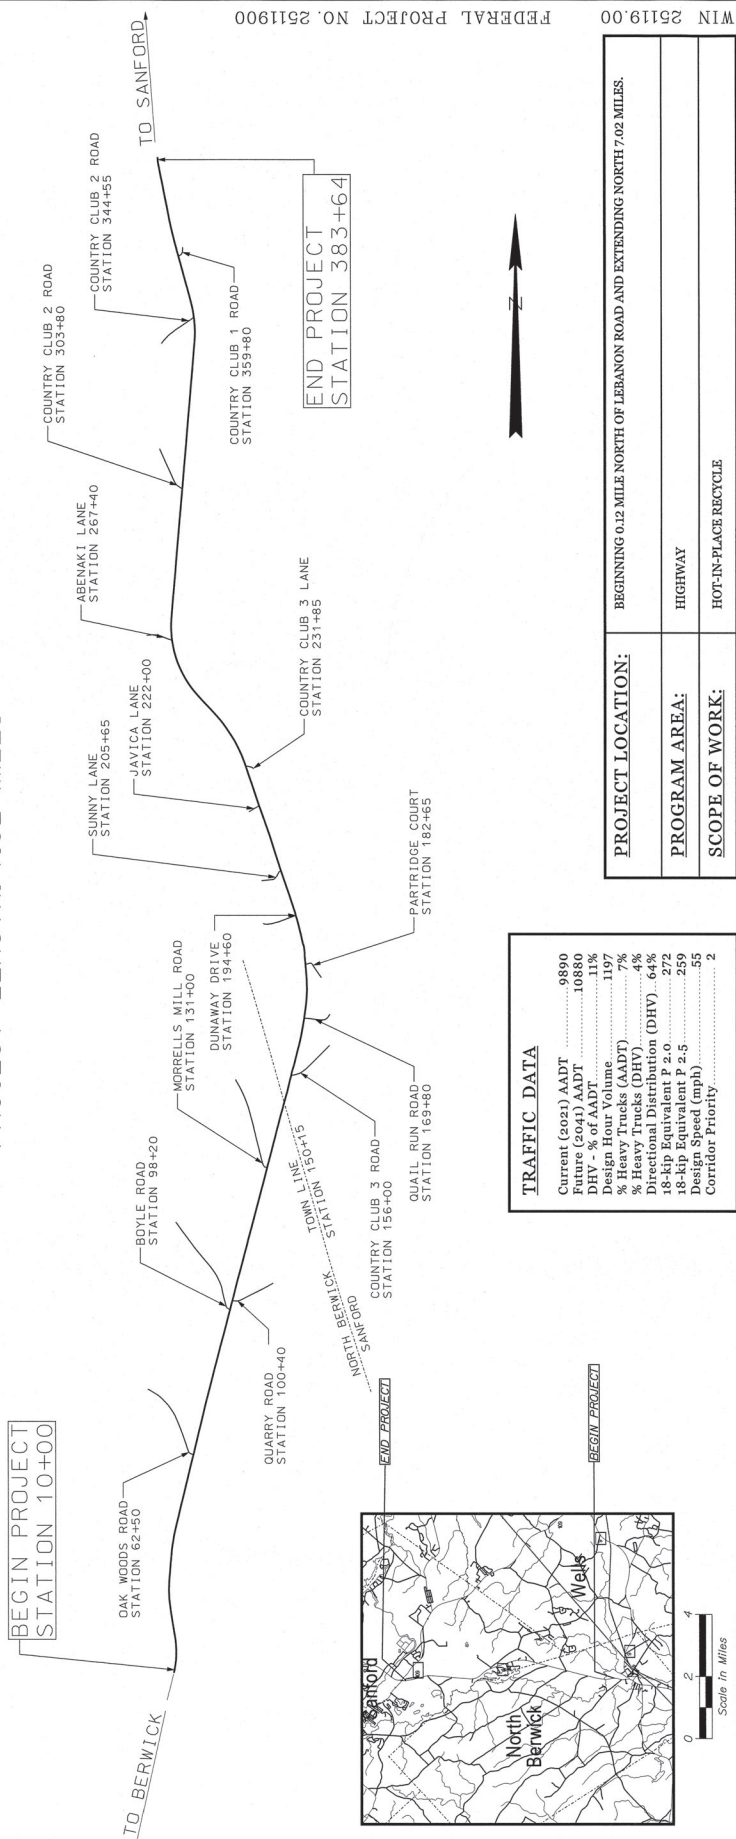 TO BERWICK
BEGIN PROJECT
STATION 10+00
OAK WOODS ROAD
STATION 62+50
BOYLE ROAD
STATION 98+20
QUARRY ROAD
STATION 100+40
MORRELLS MILL ROAD
STATION 131+00
TOWN LINE
STATION 150+15
NORTH BERWICK
SANFORD
COUNTRY CLUB 3 ROAD
STATION 156+00
QUAIL RUN ROAD
STATION 169+80
PARTRIDGE COURT
STATION 182+65
DUNAWAY DRIVE
STATION 194+60
SUNNY LANE
STATION 205+65
JAVICA LANE
STATION 222+00
COUNTRY CLUB 3 LANE
STATION 231+85
ABENAKI LANE
STATION 267+40
COUNTRY CLUB 2 ROAD
STATION 303+80
COUNTRY CLUB 2 ROAD
STATION 344+55
COUNTRY CLUB 1 ROAD
STATION 359+80
END PROJECT
STATION 383+64
TO SANFORD
N
END PROJECT
BEGIN PROJECT
Sanford
North
Berwick
Wells
0 2 4
Scale in Miles
TRAFFIC DATA
Current (2021) AADT 9890
Future (2041) AADT 10880
DHV - % of AADT 11%
Design Hour Volume 1197
% Heavy Trucks (AADT) 7%
% Heavy Trucks (DHV) 4%
Directional Distribution (DHV) 64%
18-kip Equivalent P 2.0 272
18-kip Equivalent P 2.5 259
Design Speed (mph) 55
Corridor Priority 2
PROJECT LOCATION: BEGINNING 0.12 MILE NORTH OF LEBANON ROAD AND EXTENDING NORTH 7.02 MILES.
PROGRAM AREA: HIGHWAY
SCOPE OF WORK: HOT-IN-PLACE RECYCLE
WIN 25119.00
FEDERAL PROJECT NO. 2511900